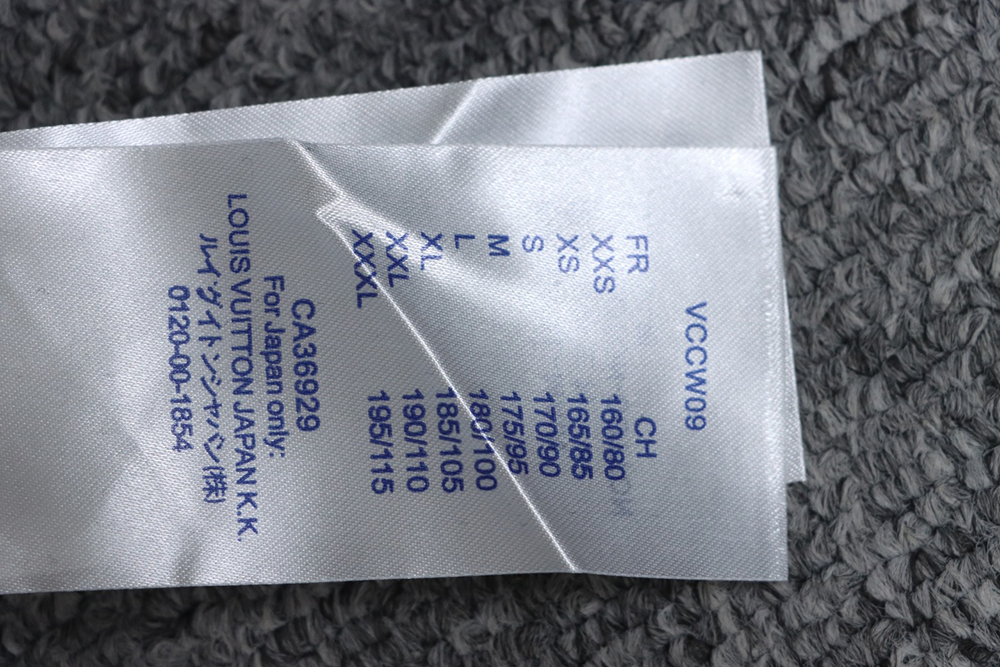 VCCW09
FR CH
XXS 160/80
XS 165/85
S 170/90
M 175/95
L 180/100
XL 185/105
XXL 190/110
XXXL 195/115
CA36929
For Japan only:
LOUIS VUITTON JAPAN K.K.
ルイヴィトンジャパン(株)
0120-00-1854